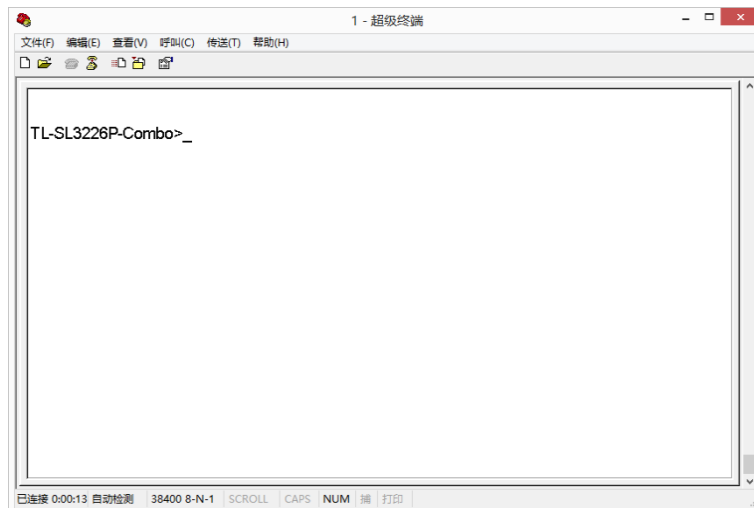 1 - 超级终端
文件(F) 编辑(E) 查看(V) 呼叫(C) 传送(T) 帮助(H)
TL-SL3226P-Combo>_
已连接 0:00:13 自动检测 38400 8-N-1 SCROLL CAPS NUM 捕 打印